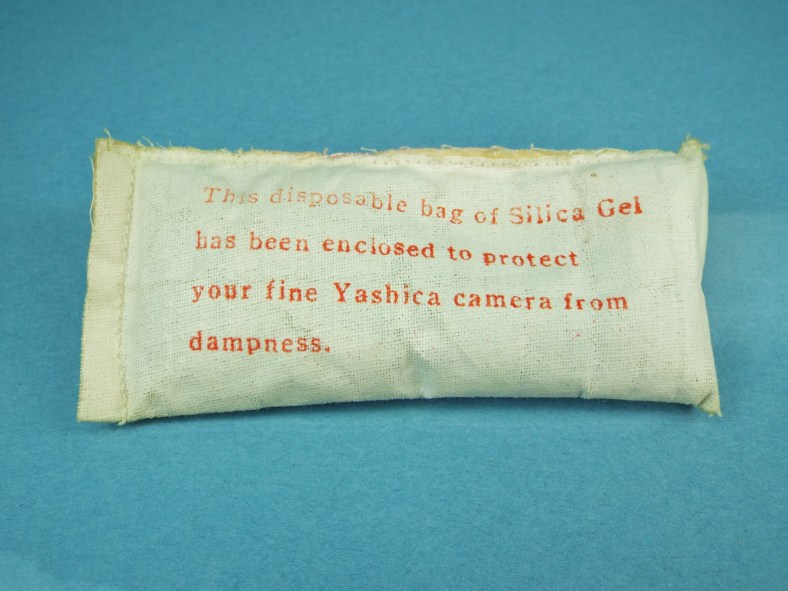 This disposable bag of Silica Gel
has been enclosed to protect
your fine Yashica camera from
dampness.